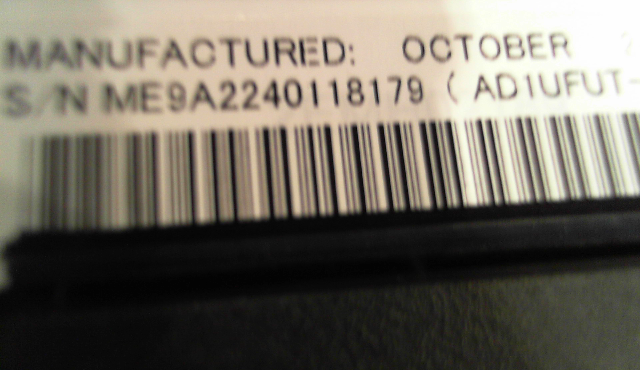 MANUFACTURED: OCTOBER
S/N ME9A2240118179 ( AD1UFUT-